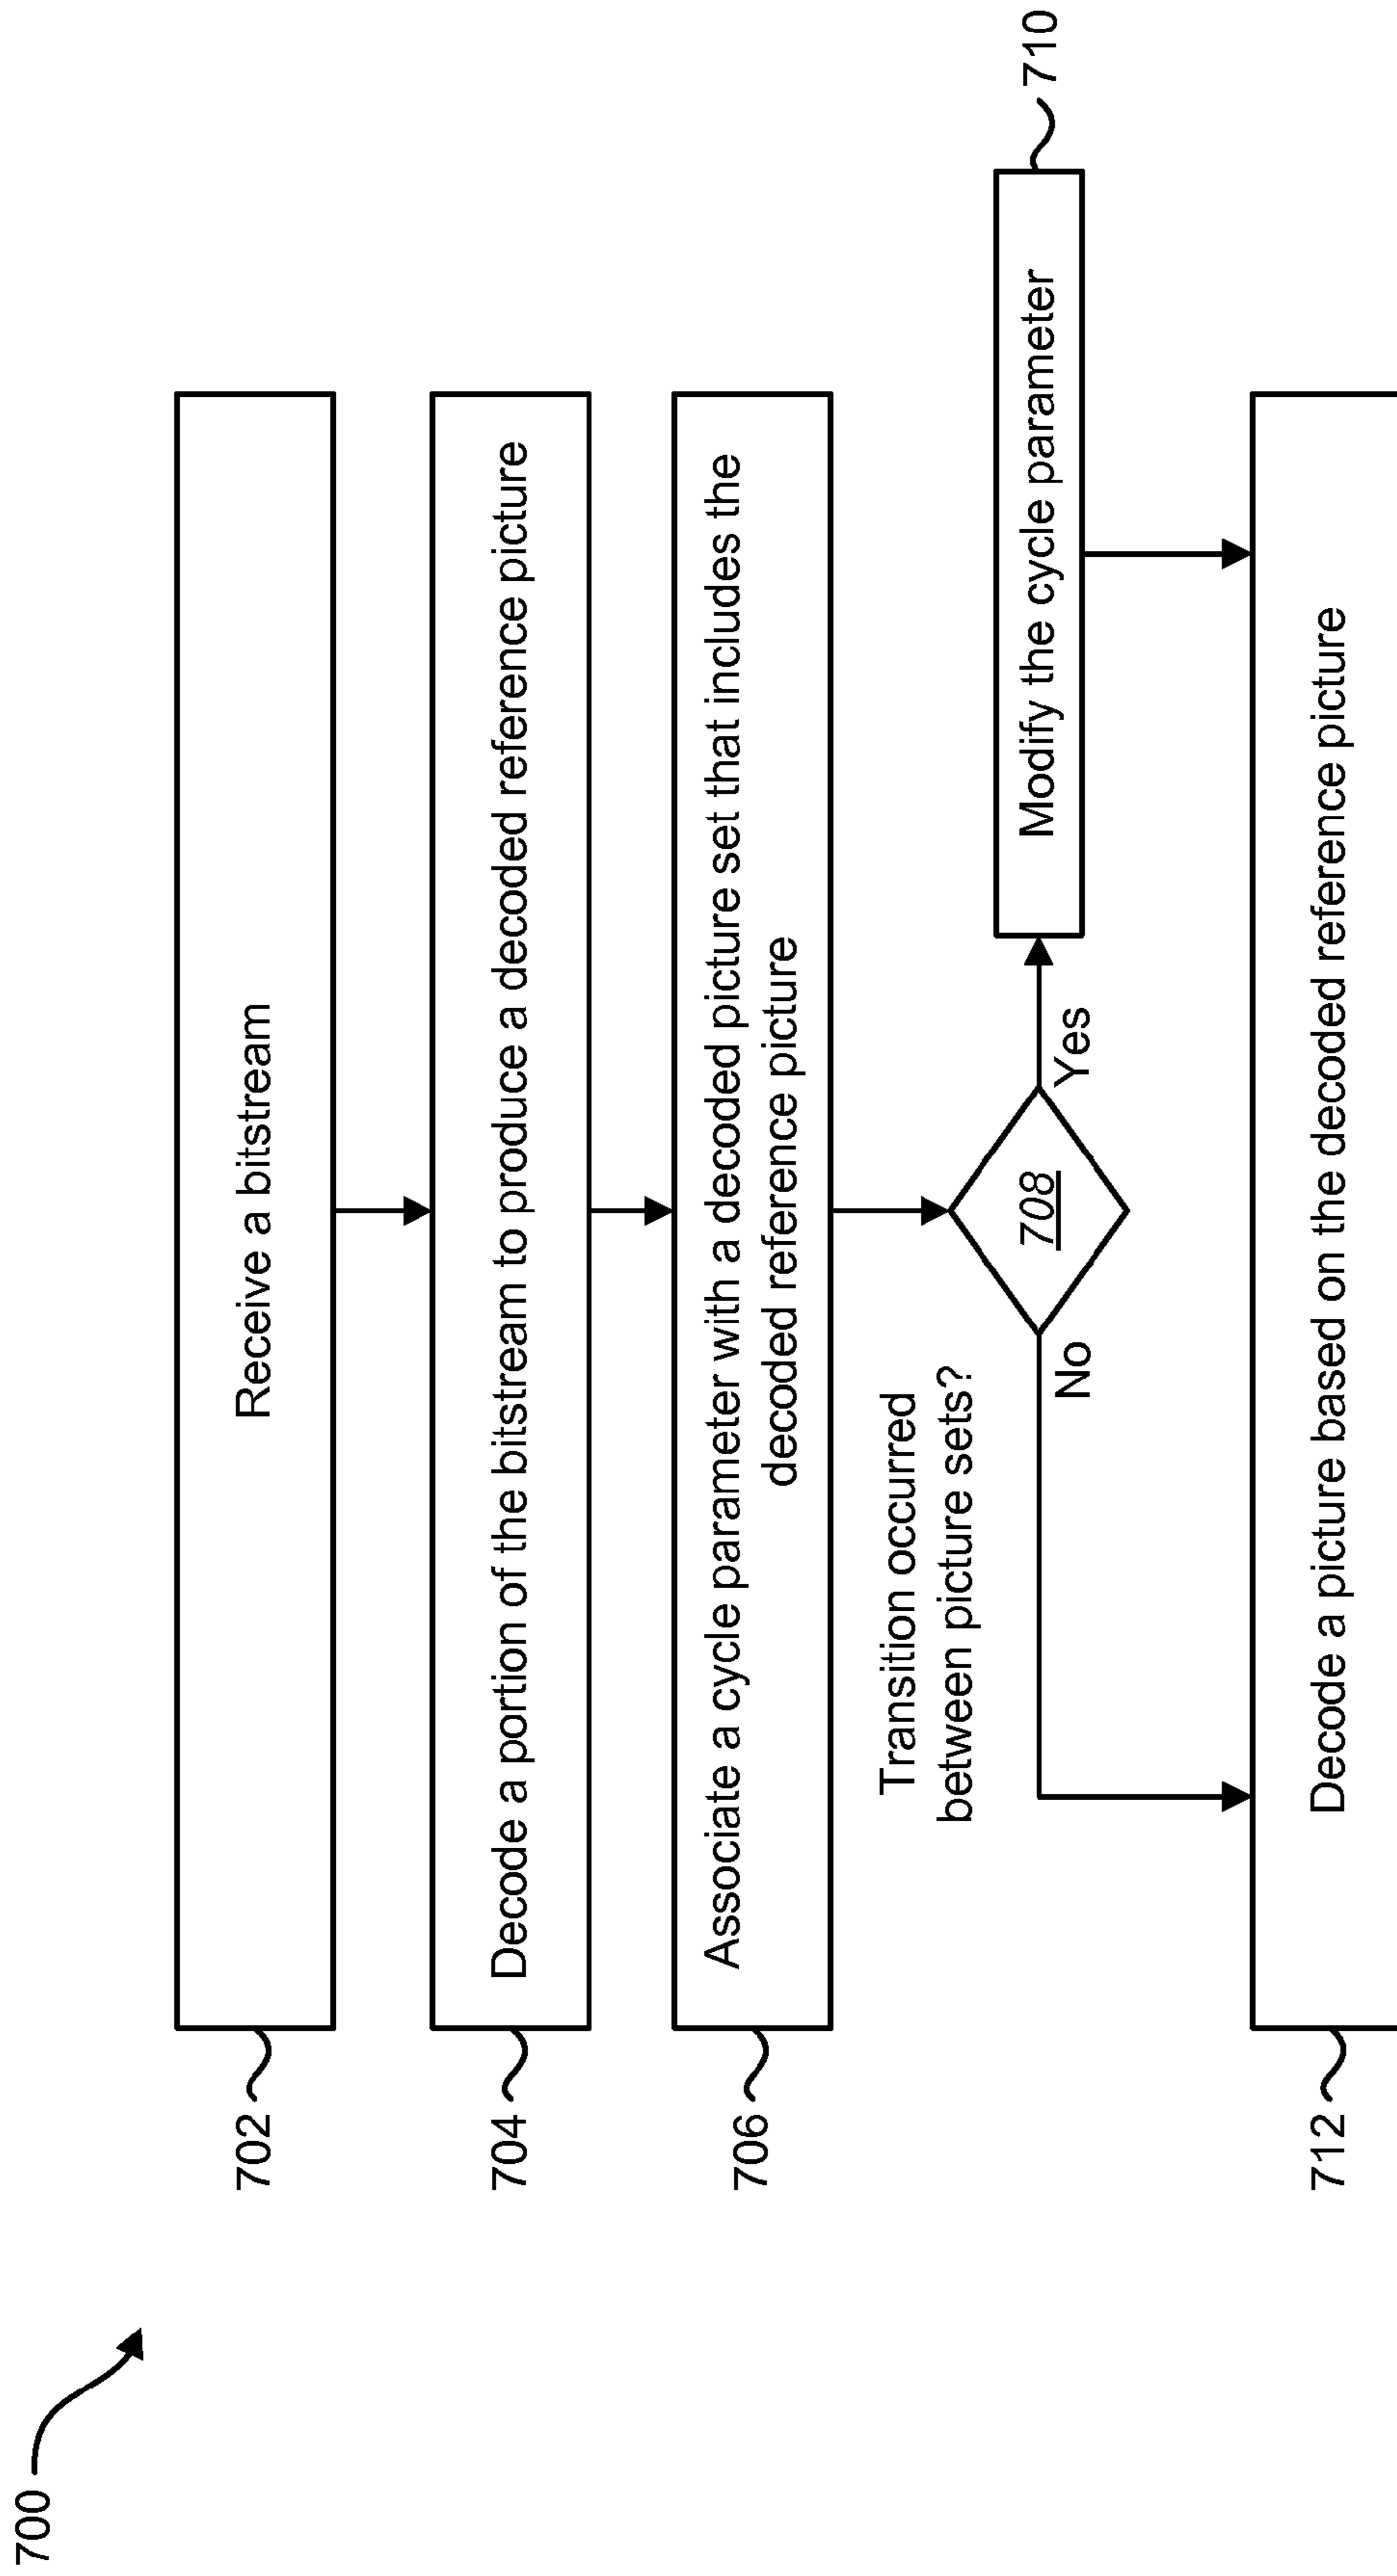 700
702
Receive a bitstream
704
Decode a portion of the bitstream to produce a decoded reference picture
706
Associate a cycle parameter with a decoded picture set that includes the
decoded reference picture
Transition occurred
between picture sets?
708
No
Yes
Modify the cycle parameter
710
712
Decode a picture based on the decoded reference picture